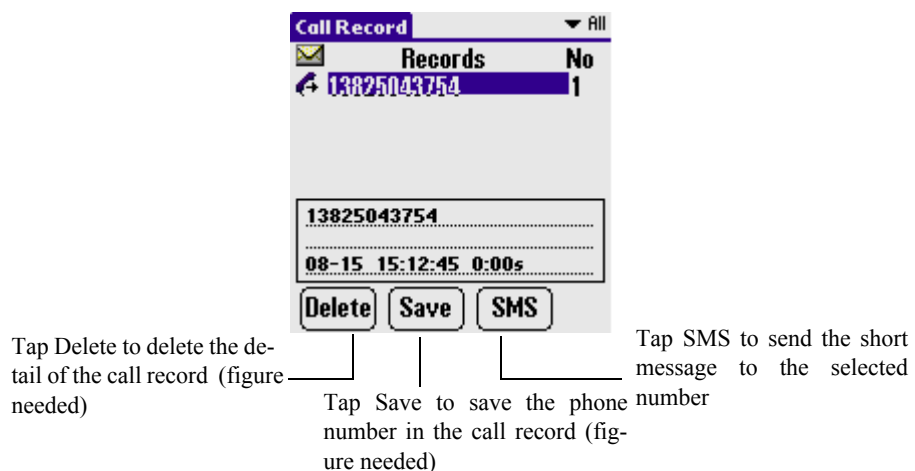 Call Record ▼ All
Records No
13825043754 1
13825043754
08-15 15:12:45 0:00s
Delete Save SMS
Tap Delete to delete the de-
tail of the call record (figure
needed)
Tap Save to save the phone
number in the call record (fig-
ure needed)
Tap SMS to send the short
message to the selected
number